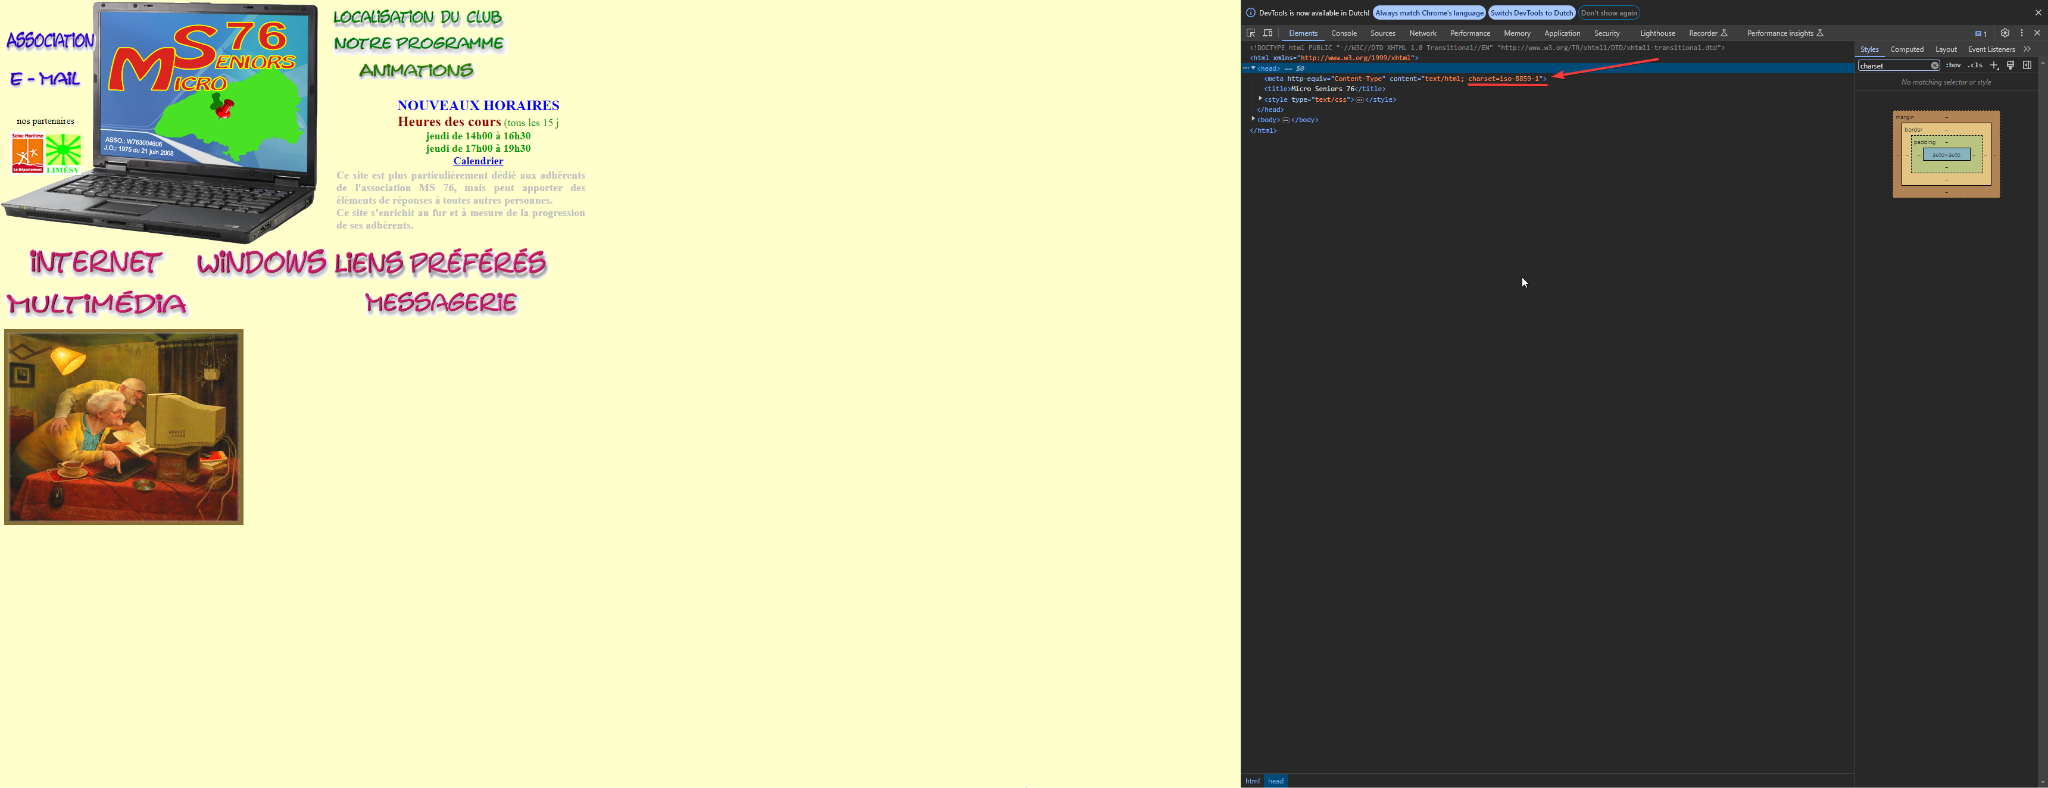 ASSOCIATION
E - MAIL
nos partenaires
Seine-Maritime
Le Département
LIMÉSY
MICRO
SENIORS
76
ASSO.: W763004606
J.O.: 1975 du 21 juin 2008
LOCALISATION DU CLUB
NOTRE PROGRAMME
ANIMATIONS
NOUVEAUX HORAIRES
Heures des cours (tous les 15 j
jeudi de 14h00 à 16h30
jeudi de 17h00 à 19h30
Calendrier
Ce site est plus particulièrement dédié aux adhérents
de l'association MS 76, mais peut apporter des
éléments de réponses à toutes autres personnes.
Ce site s'enrichit au fur et à mesure de la progression
de ses adhérents.
INTERNET
WINDOWS
LIENS PRÉFÉRÉS
MULTIMÉDIA
MESSAGERIE
DevTools is now available in Dutch!
Always match Chrome's language
Switch DevTools to Dutch
Don't show again
Elements Console Sources Network Performance Memory Application Security Lighthouse Recorder Performance insights
1
<!DOCTYPE html PUBLIC "-//W3C//DTD XHTML 1.0 Transitional//EN" "http://www.w3.org/TR/xhtml1/DTD/xhtml1-transitional.dtd">
<html xmlns="http://www.w3.org/1999/xhtml">
<head> == $0
<meta http-equiv="Content-Type" content="text/html; charset=iso-8859-1">
<title>Micro Seniors 76</title>
<style type="text/css">…</style>
</head>
<body>…</body>
</html>
Styles Computed Layout Event Listeners
charset
:hov .cls
No matching selector or style
margin
border
padding
auto×auto
html head